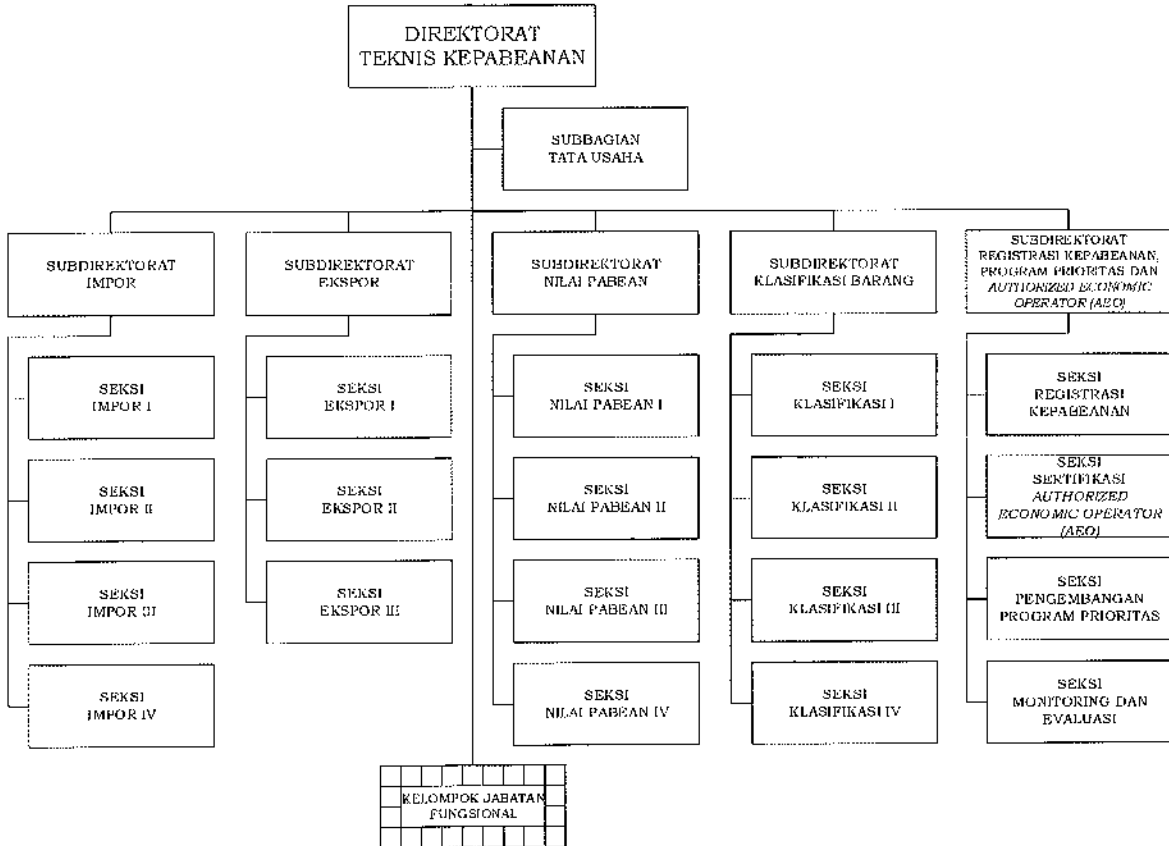 DIREKTORAT
TEKNIS KEPABEANAN
SUBBAGIAN
TATA USAHA
SUBDIREKTORAT
IMPOR
SUBDIREKTORAT
EKSPOR
SUBDIREKTORAT
NILAI PABEAN
SUBDIREKTORAT
KLASIFIKASI BARANG
SUBDIREKTORAT
REGISTRASI KEPABEANAN,
PROGRAM PRIORITAS DAN
AUTHORIZED ECONOMIC
OPERATOR (AEO)
SEKSI
IMPOR I
SEKSI
EKSPOR I
SEKSI
NILAI PABEAN I
SEKSI
KLASIFIKASI I
SEKSI
REGISTRASI
KEPABEANAN
SEKSI
IMPOR II
SEKSI
EKSPOR II
SEKSI
NILAI PABEAN II
SEKSI
KLASIFIKASI II
SEKSI
SERTIFIKASI
AUTHORIZED
ECONOMIC OPERATOR
(AEO)
SEKSI
IMPOR III
SEKSI
EKSPOR III
SEKSI
NILAI PABEAN III
SEKSI
KLASIFIKASI III
SEKSI
PENGEMBANGAN
PROGRAM PRIORITAS
SEKSI
IMPOR IV
SEKSI
NILAI PABEAN IV
SEKSI
KLASIFIKASI IV
SEKSI
MONITORING DAN
EVALUASI
KELOMPOK JABATAN
FUNGSIONAL